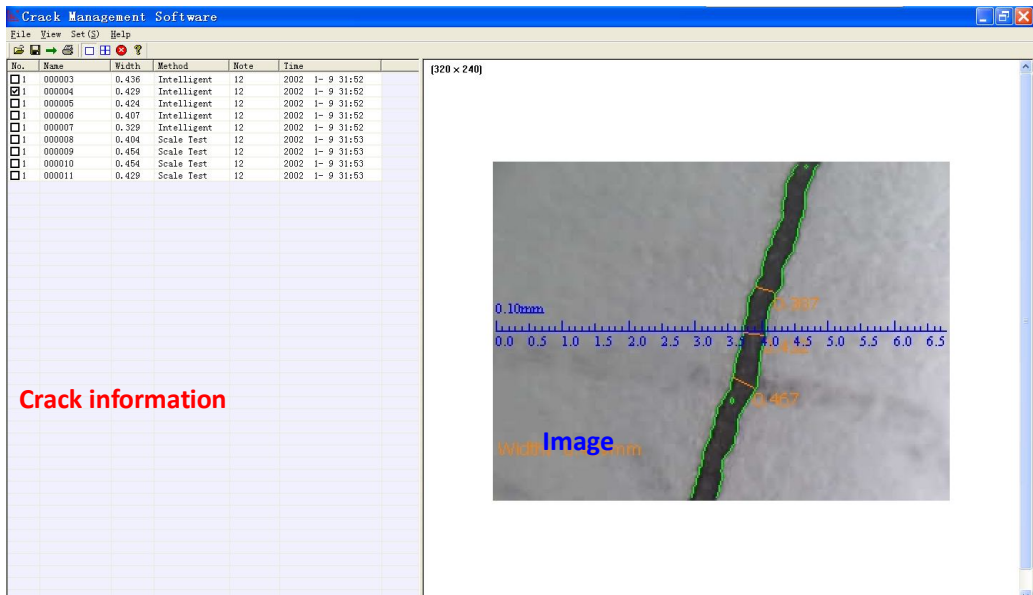 Crack Management Software
File View Set(S) Help
No. Name Width Method Note Time
1 000003 0.436 Intelligent 12 2002 1- 9 31:52
1 000004 0.429 Intelligent 12 2002 1- 9 31:52
1 000005 0.424 Intelligent 12 2002 1- 9 31:52
1 000006 0.407 Intelligent 12 2002 1- 9 31:52
1 000007 0.329 Intelligent 12 2002 1- 9 31:52
1 000008 0.404 Scale Test 12 2002 1- 9 31:53
1 000009 0.454 Scale Test 12 2002 1- 9 31:53
1 000010 0.454 Scale Test 12 2002 1- 9 31:53
1 000011 0.429 Scale Test 12 2002 1- 9 31:53
Crack information
(320 × 240)
0.10mm
0.0 0.5 1.0 1.5 2.0 2.5 3.0 4.0 4.5 5.0 5.5 6.0 6.5
0.467
Image
mm